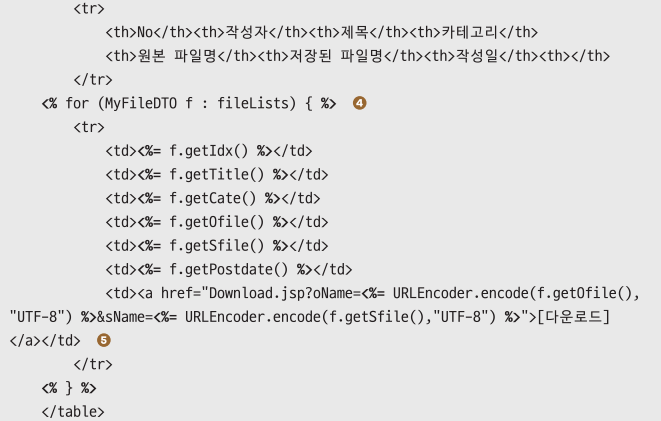 <tr>
<th>No</th><th>작성자</th><th>제목</th><th>카테고리</th>
<th>원본 파일명</th><th>저장된 파일명</th><th>작성일</th><th></th>
</tr>
<% for (MyFileDTO f : fileLists) { %> ❹
<tr>
<td><%= f.getIdx() %></td>
<td><%= f.getTitle() %></td>
<td><%= f.getCate() %></td>
<td><%= f.getOfile() %></td>
<td><%= f.getSfile() %></td>
<td><%= f.getPostdate() %></td>
<td><a href="Download.jsp?oName=<%= URLEncoder.encode(f.getOfile(),
"UTF-8") %>&sName=<%= URLEncoder.encode(f.getSfile(),"UTF-8") %>">[다운로드]
</a></td> ❺
</tr>
<% } %>
</table>